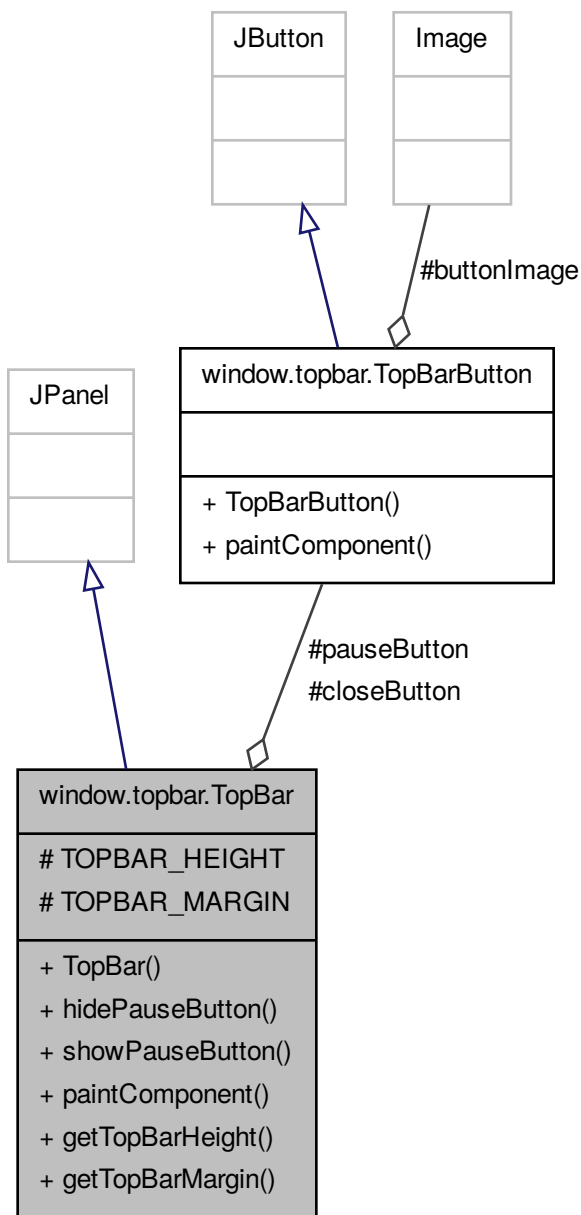 JButton
Image
#buttonImage
window.topbar.TopBarButton
+ TopBarButton()
+ paintComponent()
JPanel
#pauseButton
#closeButton
window.topbar.TopBar
# TOPBAR_HEIGHT
# TOPBAR_MARGIN
+ TopBar()
+ hidePauseButton()
+ showPauseButton()
+ paintComponent()
+ getTopBarHeight()
+ getTopBarMargin()